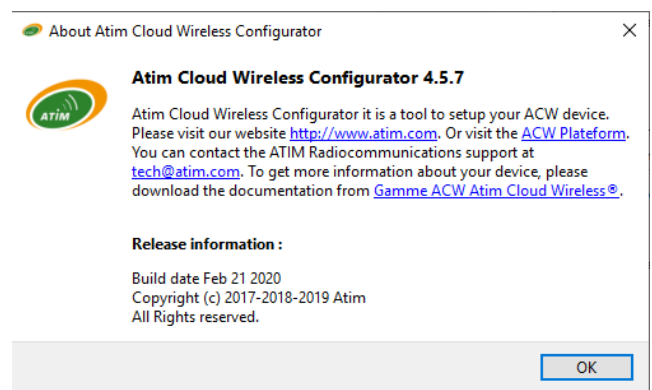 About Atim Cloud Wireless Configurator
Atim Cloud Wireless Configurator 4.5.7
ATIM
Atim Cloud Wireless Configurator it is a tool to setup your ACW device.
Please visit our website http://www.atim.com. Or visit the ACW Plateform.
You can contact the ATIM Radiocommunications support at
tech@atim.com. To get more information about your device, please
download the documentation from Gamme ACW Atim Cloud Wireless®.
Release information :
Build date Feb 21 2020
Copyright (c) 2017-2018-2019 Atim
All Rights reserved.
OK